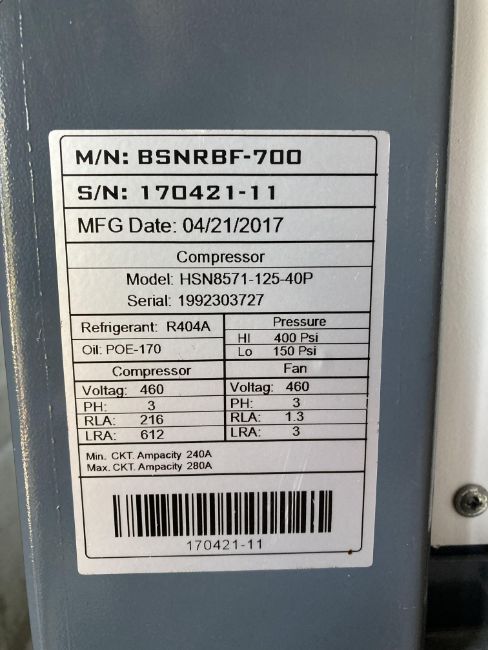 M/N: BSNRBF-700
S/N: 170421-11
MFG Date: 04/21/2017
Compressor
Model: HSN8571-125-40P
Serial: 1992303727
Refrigerant: R404A
Oil: POE-170
Pressure
HI 400 Psi
Lo 150 Psi
Compressor
Voltag: 460
PH: 3
RLA: 216
LRA: 612
Fan
Voltag: 460
PH: 3
RLA: 1.3
LRA: 3
Min. CKT. Ampacity 240A
Max. CKT. Ampacity 280A
170421-11